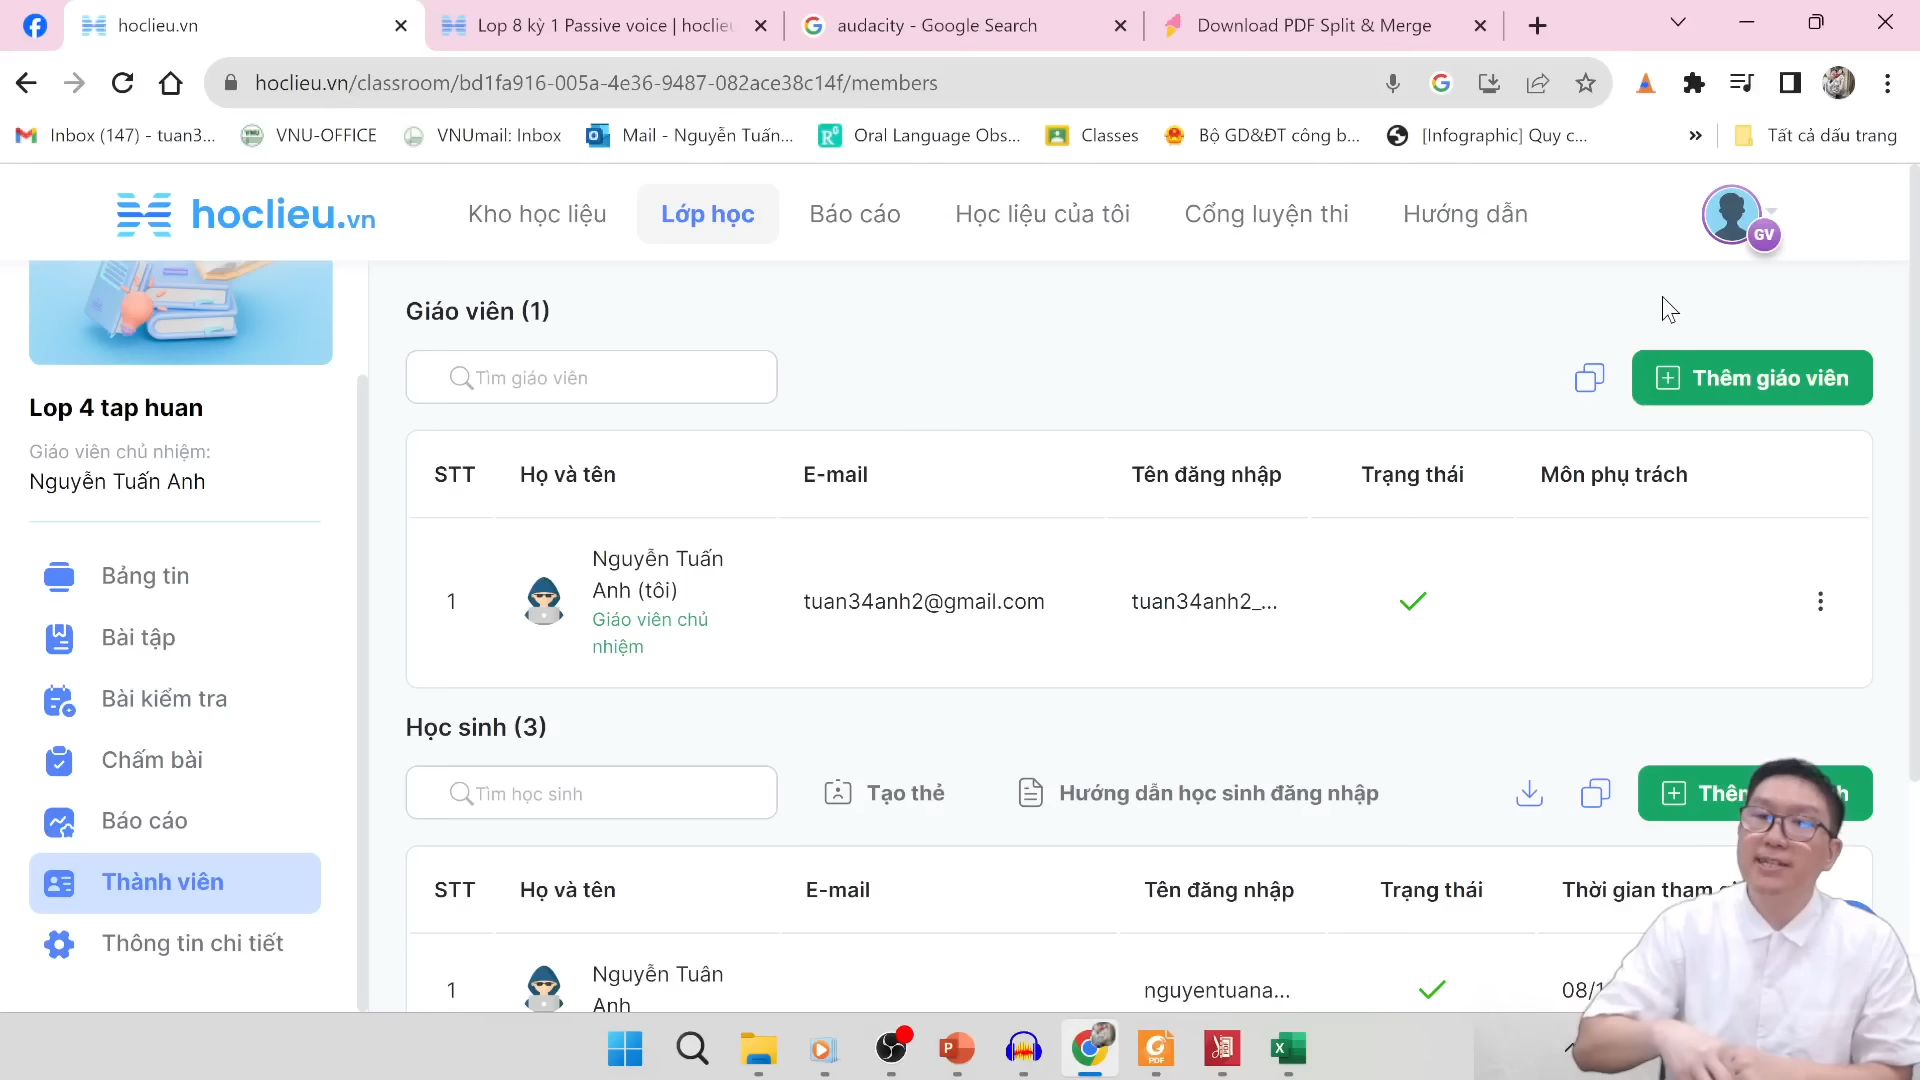 hoclieu.vn
Lop 8 kỳ 1 Passive voice | hoclieu
audacity - Google Search
Download PDF Split & Merge
hoclieu.vn/classroom/bd1fa916-005a-4e36-9487-082ace38c14f/members
Inbox (147) - tuan3...
VNU-OFFICE
VNUmail: Inbox
Mail - Nguyễn Tuấn...
Oral Language Obs...
Classes
Bộ GD&ĐT công b...
[Infographic] Quy c...
»
Tất cả dấu trang
hoclieu.vn
Kho học liệu
Lớp học
Báo cáo
Học liệu của tôi
Cổng luyện thi
Hướng dẫn
GV
Lop 4 tap huan
Giáo viên chủ nhiệm:
Nguyễn Tuấn Anh
Bảng tin
Bài tập
Bài kiểm tra
Chấm bài
Báo cáo
Thành viên
Thông tin chi tiết
Giáo viên (1)
Tìm giáo viên
Thêm giáo viên
STT Họ và tên E-mail Tên đăng nhập Trạng thái Môn phụ trách
1
Nguyễn Tuấn
Anh (tôi)
Giáo viên chủ
nhiệm
tuan34anh2@gmail.com
tuan34anh2_...
Học sinh (3)
Tìm học sinh
Tạo thẻ
Hướng dẫn học sinh đăng nhập
STT Họ và tên E-mail Tên đăng nhập Trạng thái Thời gian tham
1
Nguyễn Tuân
Anh
nguyentuana...
08/1